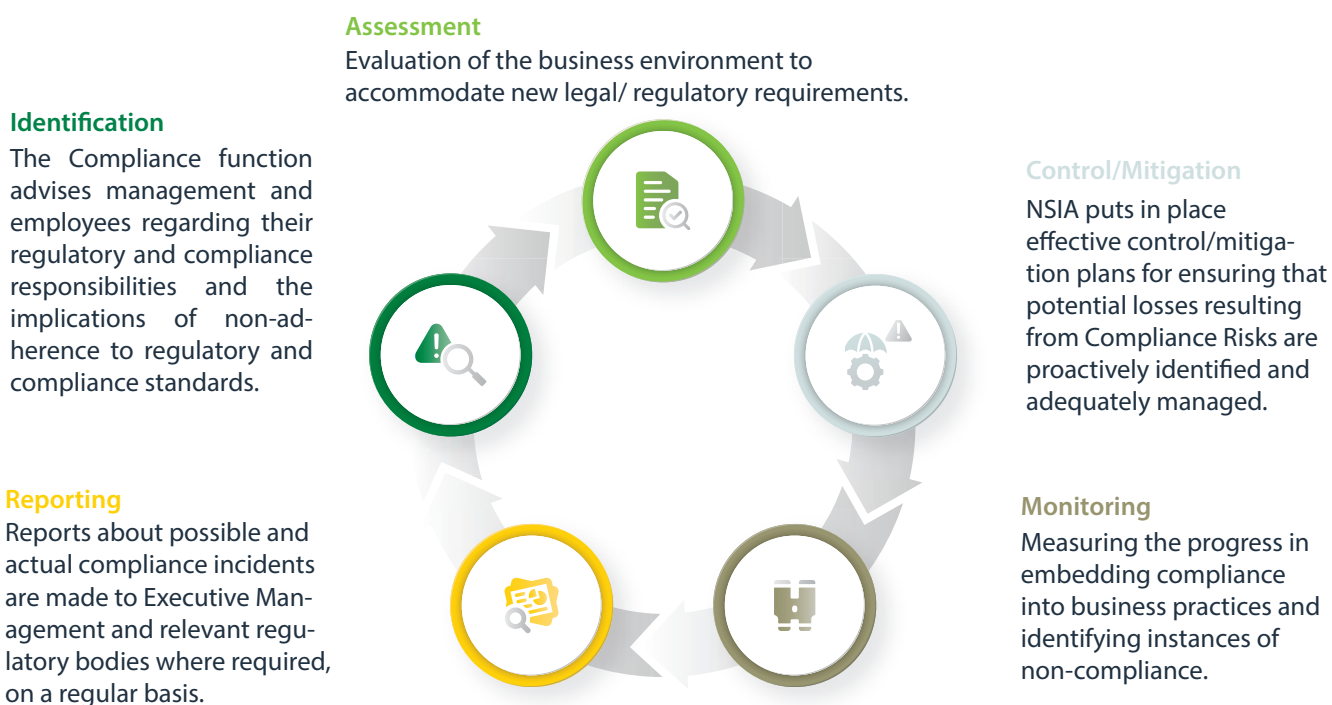 Assessment
Evaluation of the business environment to
accommodate new legal/ regulatory requirements.
Identification
The Compliance function
advises management and
employees regarding their
regulatory and compliance
responsibilities and the
implications of non-ad-
herence to regulatory and
compliance standards.
Control/Mitigation
NSIA puts in place
effective control/mitiga-
tion plans for ensuring that
potential losses resulting
from Compliance Risks are
proactively identified and
adequately managed.
Reporting
Reports about possible and
actual compliance incidents
are made to Executive Man-
agement and relevant regu-
latory bodies where required,
on a regular basis.
Monitoring
Measuring the progress in
embedding compliance
into business practices and
identifying instances of
non-compliance.